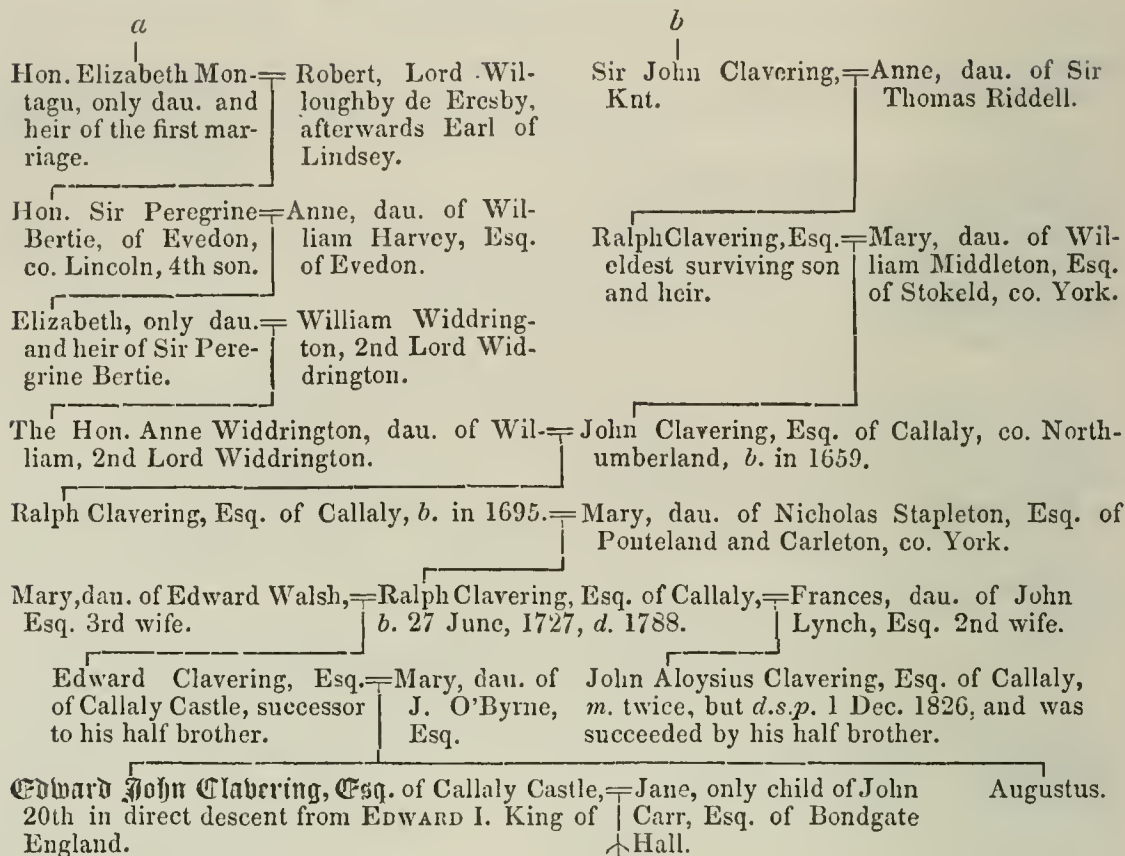 a
b
Hon. Elizabeth Mon-
tagu, only dau. and
heir of the first mar-
riage.
Robert, Lord Wil-
loughby de Eresby,
afterwards Earl of
Lindsey.
Sir John Clavering,
Knt.
Anne, dau. of Sir
Thomas Riddell.
Hon. Sir Peregrine
Bertie, of Evedon,
co. Lincoln, 4th son.
Anne, dau. of Wil-
liam Harvey, Esq.
of Evedon.
Ralph Clavering, Esq.
eldest surviving son
and heir.
Mary, dau. of Wil-
liam Middleton, Esq.
of Stokeld, co. York.
Elizabeth, only dau.
and heir of Sir Pere-
grine Bertie.
William Widdring-
ton, 2nd Lord Wid-
drington.
The Hon. Anne Widdrington, dau. of Wil-
liam, 2nd Lord Widdrington.
John Clavering, Esq. of Callaly, co. North-
umberland, b. in 1659.
Ralph Clavering, Esq. of Callaly, b. in 1695.
Mary, dau. of Nicholas Stapleton, Esq. of
Ponteland and Carleton, co. York.
Mary, dau. of Edward Walsh,
Esq. 3rd wife.
Ralph Clavering, Esq. of Callaly,
b. 27 June, 1727, d. 1788.
Frances, dau. of John
Lynch, Esq. 2nd wife.
Edward Clavering, Esq.
of Callaly Castle, successor
to his half brother.
Mary, dau. of
J. O'Byrne,
Esq.
John Aloysius Clavering, Esq. of Callaly,
m. twice, but d.s.p. 1 Dec. 1826, and was
succeeded by his half brother.
Edward John Clavering, Esq. of Callaly Castle,
20th in direct descent from EDWARD I. King of
England.
Jane, only child of John
Carr, Esq. of Bondgate
Hall.
Augustus.